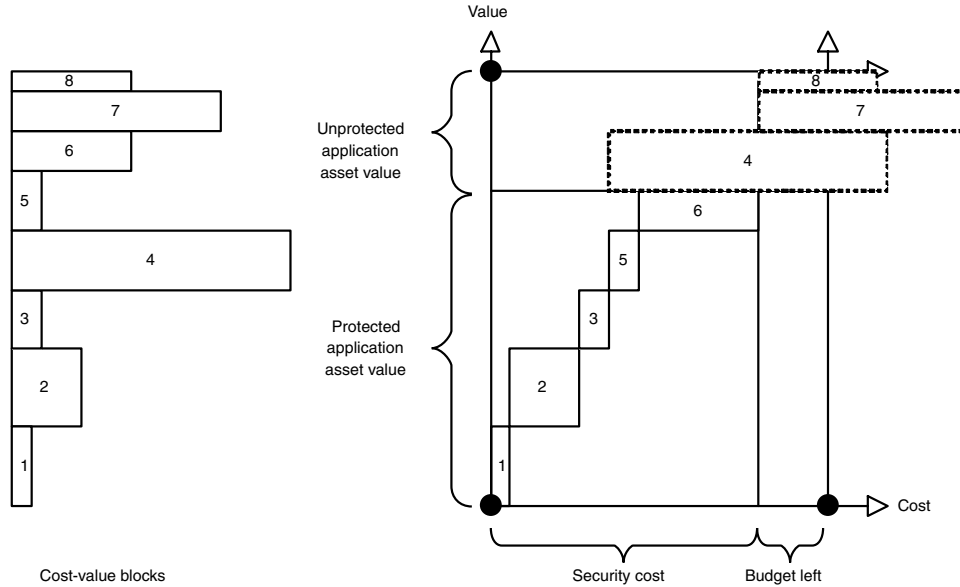 Value
8
7
6
5
4
3
2
1
Unprotected
application
asset value
Protected
application
asset value
8
7
4
6
5
3
2
1
Cost
Cost-value blocks
Security cost
Budget left